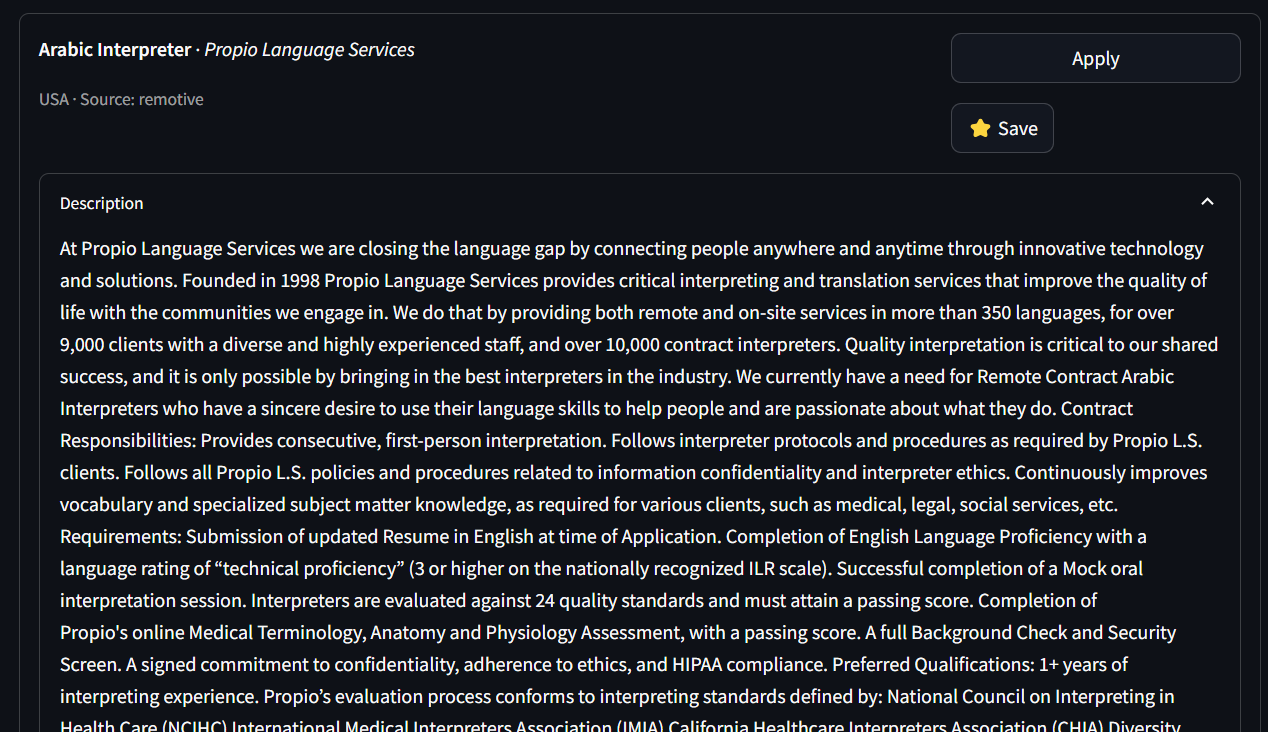 Arabic Interpreter · Propio Language Services
Apply
USA · Source: remotive
⭐ Save
Description
At Propio Language Services we are closing the language gap by connecting people anywhere and anytime through innovative technology
and solutions. Founded in 1998 Propio Language Services provides critical interpreting and translation services that improve the quality of
life with the communities we engage in. We do that by providing both remote and on-site services in more than 350 languages, for over
9,000 clients with a diverse and highly experienced staff, and over 10,000 contract interpreters. Quality interpretation is critical to our shared
success, and it is only possible by bringing in the best interpreters in the industry. We currently have a need for Remote Contract Arabic
Interpreters who have a sincere desire to use their language skills to help people and are passionate about what they do. Contract
Responsibilities: Provides consecutive, first-person interpretation. Follows interpreter protocols and procedures as required by Propio L.S.
clients. Follows all Propio L.S. policies and procedures related to information confidentiality and interpreter ethics. Continuously improves
vocabulary and specialized subject matter knowledge, as required for various clients, such as medical, legal, social services, etc.
Requirements: Submission of updated Resume in English at time of Application. Completion of English Language Proficiency with a
language rating of “technical proficiency” (3 or higher on the nationally recognized ILR scale). Successful completion of a Mock oral
interpretation session. Interpreters are evaluated against 24 quality standards and must attain a passing score. Completion of
Propio's online Medical Terminology, Anatomy and Physiology Assessment, with a passing score. A full Background Check and Security
Screen. A signed commitment to confidentiality, adherence to ethics, and HIPAA compliance. Preferred Qualifications: 1+ years of
interpreting experience. Propio’s evaluation process conforms to interpreting standards defined by: National Council on Interpreting in
Health Care (NCIHC) International Medical Interpreters Association (IMIA) California Healthcare Interpreters Association (CHIA) Diversity